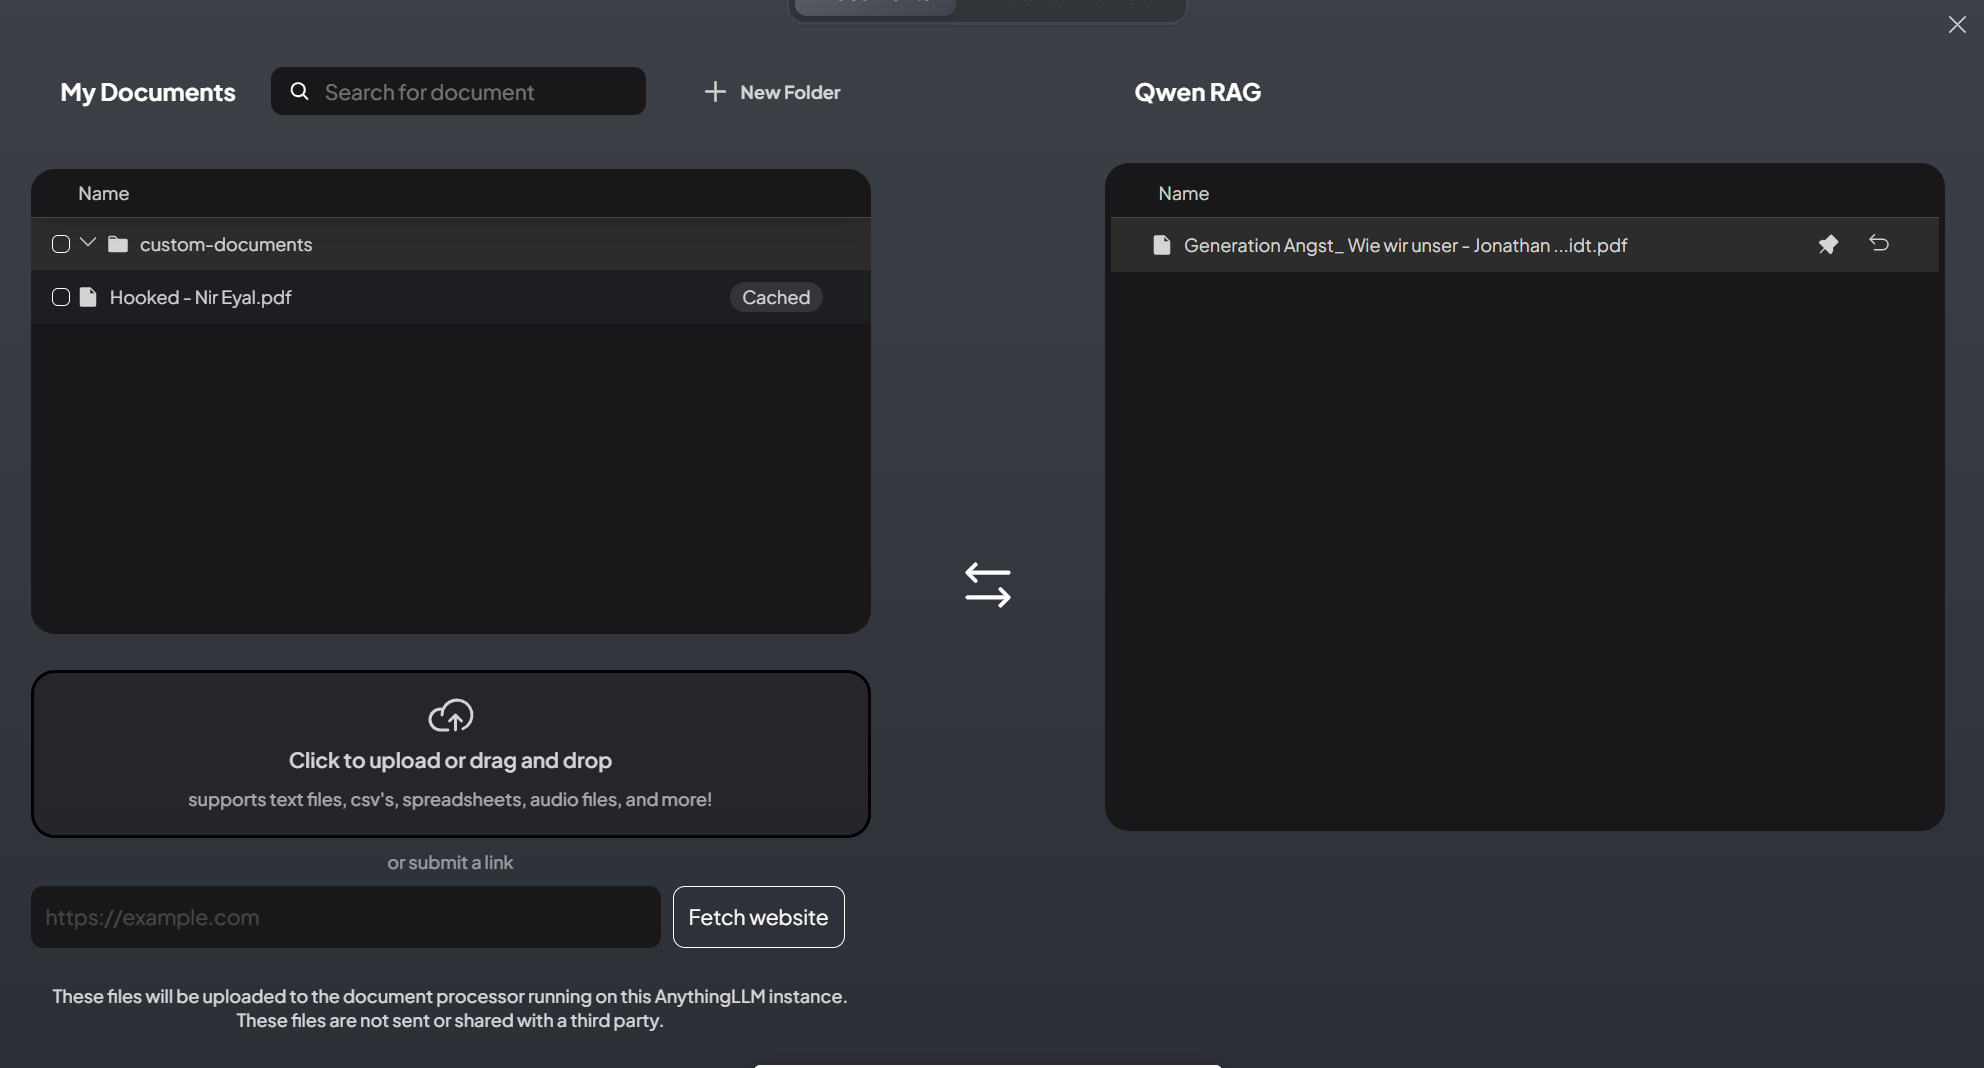 My Documents
Search for document
New Folder
Name
custom-documents
Hooked - Nir Eyal.pdf
Cached
Click to upload or drag and drop
supports text files, csv's, spreadsheets, audio files, and more!
or submit a link
https://example.com
Fetch website
These files will be uploaded to the document processor running on this AnythingLLM instance.
These files are not sent or shared with a third party.
Qwen RAG
Name
Generation Angst_ Wie wir unser - Jonathan ...idt.pdf